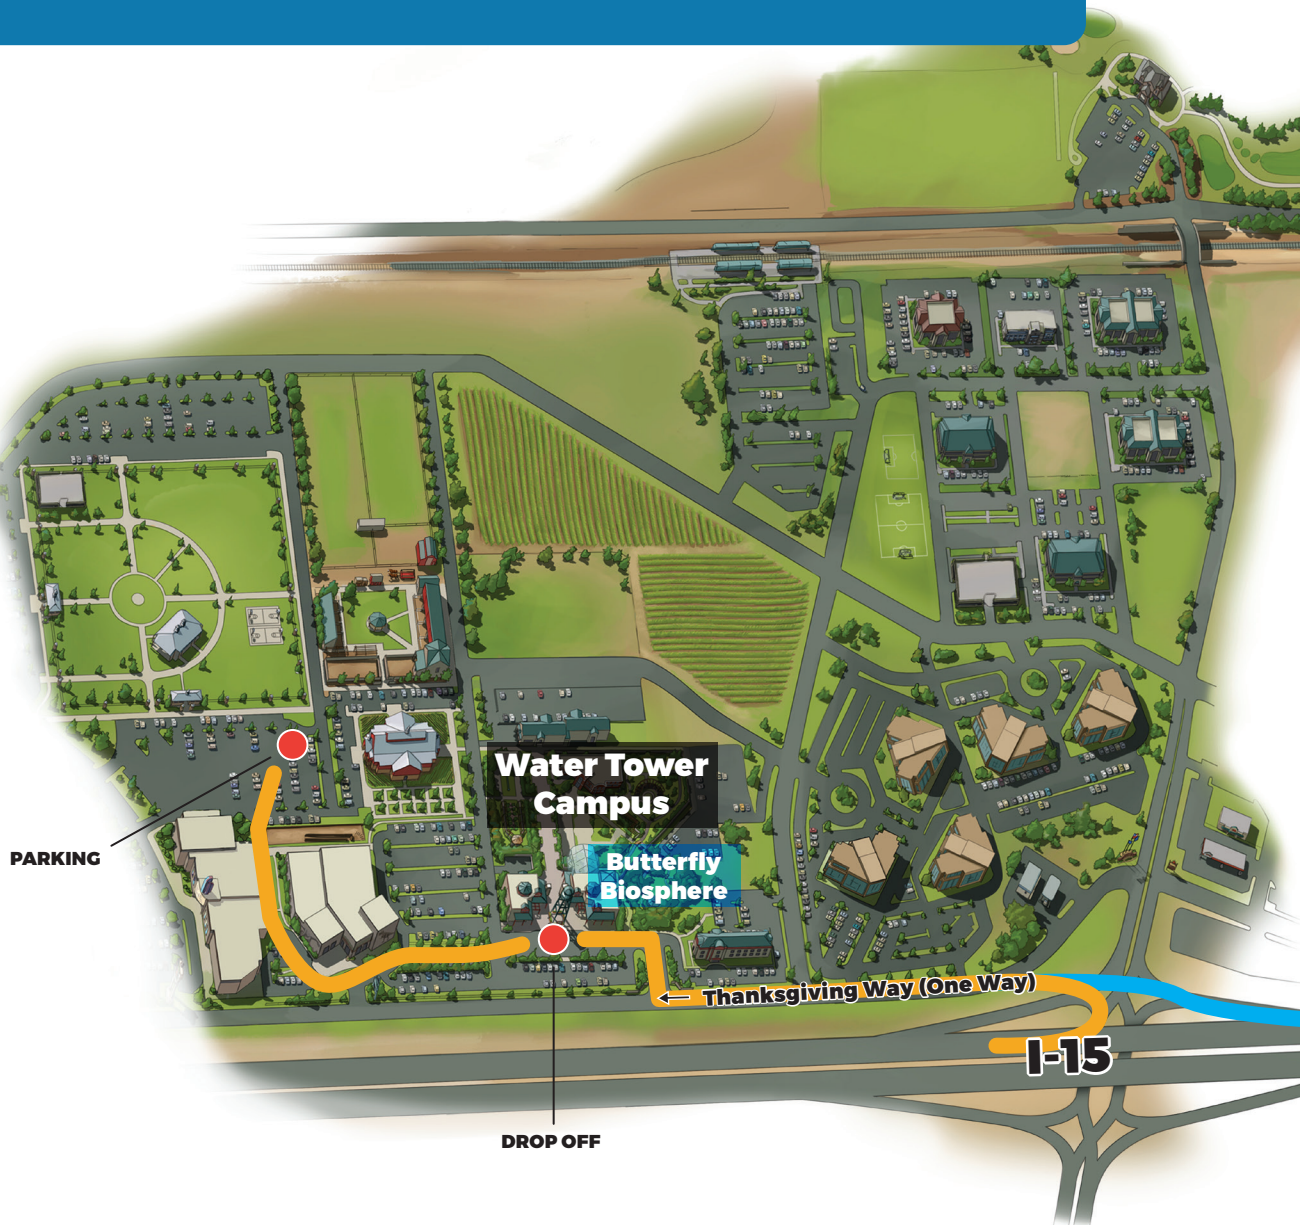 Water Tower
Campus
Butterfly
Biosphere
PARKING
Thanksgiving Way (One Way)
I-15
DROP OFF